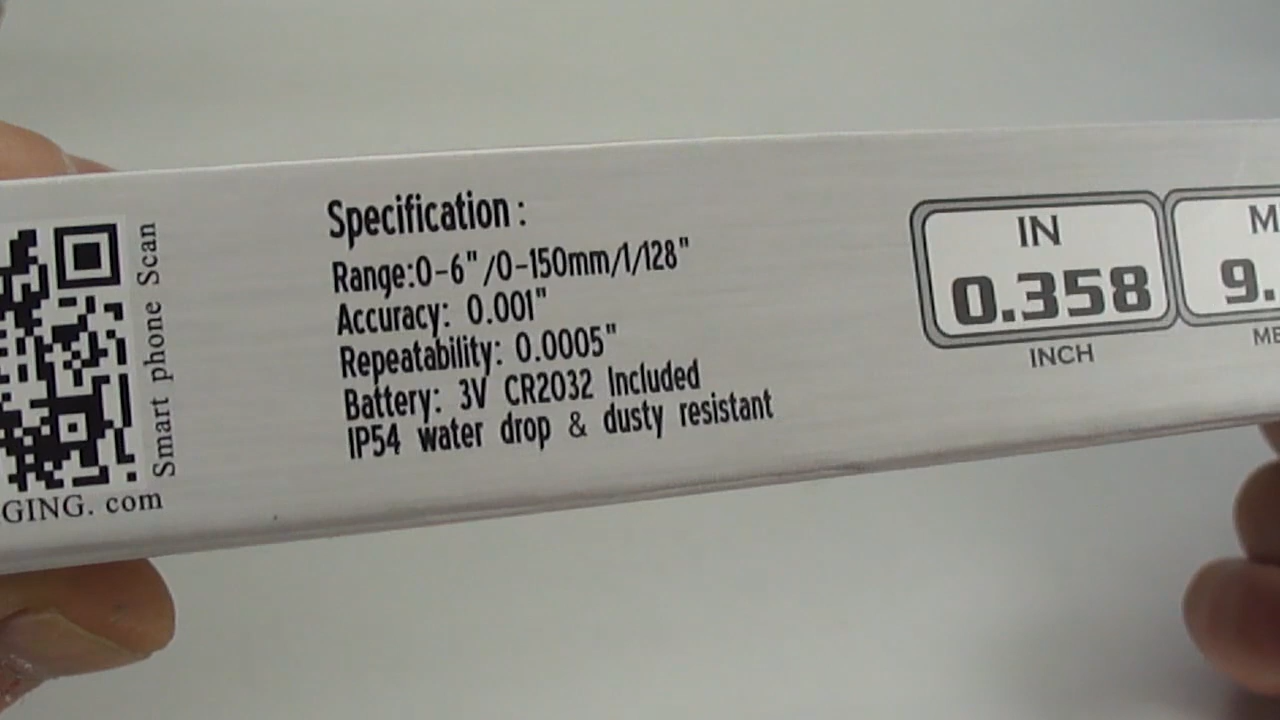 Smart phone Scan
GING. com
Specification :
Range:0-6"/0-150mm/1/128"
Accuracy: 0.001"
Repeatability: 0.0005"
Battery: 3V CR2032 Included
IP54 water drop & dusty resistant
IN
0.358
INCH
M
9.
ME